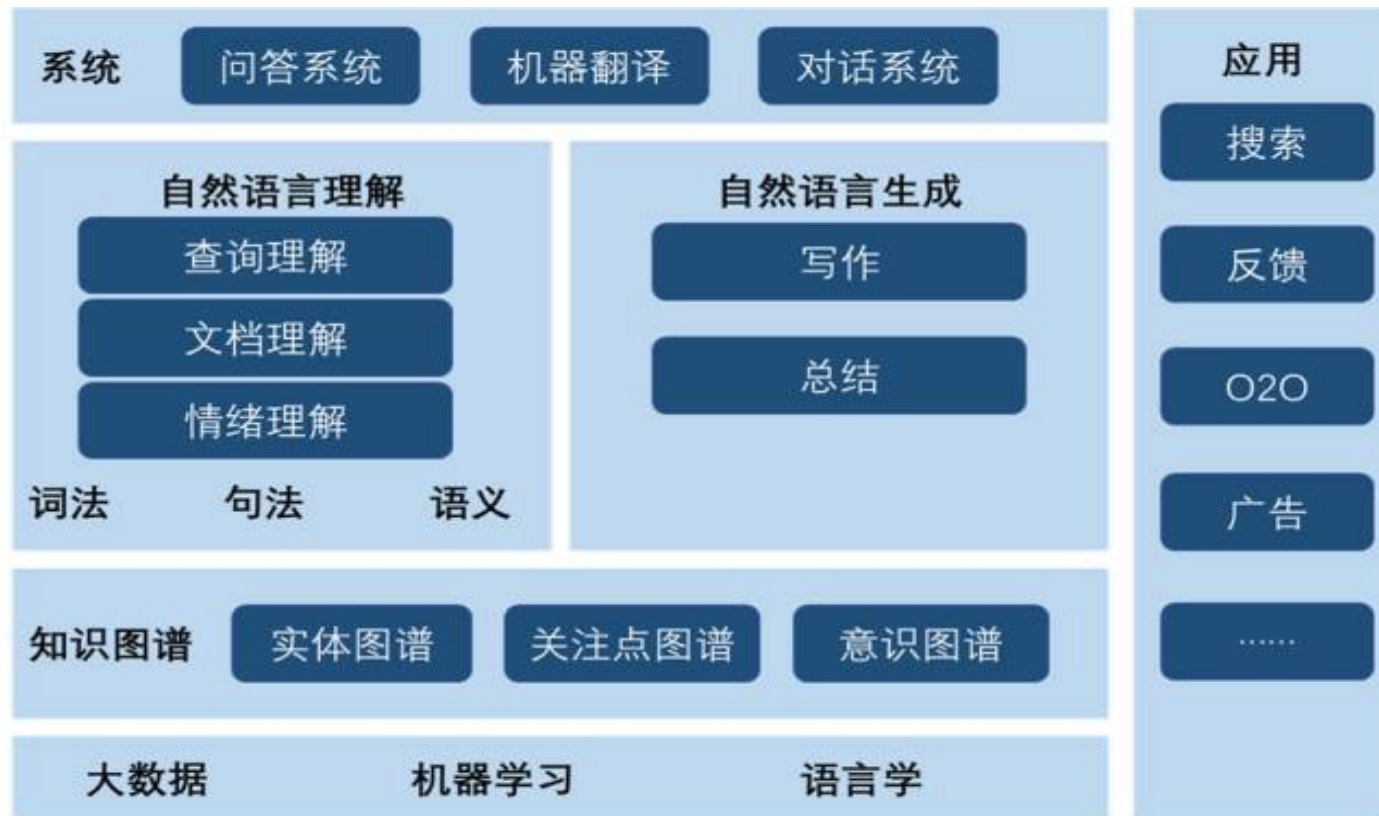 系统 问答系统 机器翻译 对话系统
自然语言理解
查询理解
文档理解
情绪理解
词法 句法 语义
自然语言生成
写作
总结
知识图谱 实体图谱 关注点图谱 意识图谱
大数据 机器学习 语言学
应用
搜索
反馈
O2O
广告
……